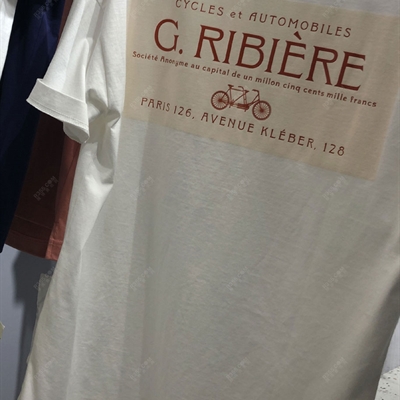 CYCLES et AUTOMOBILES
G. RIBIÈRE
Société Anonyme au capital de un millon cinq cents mille francs
PARIS 126, AVENUE KLÉBER, 128